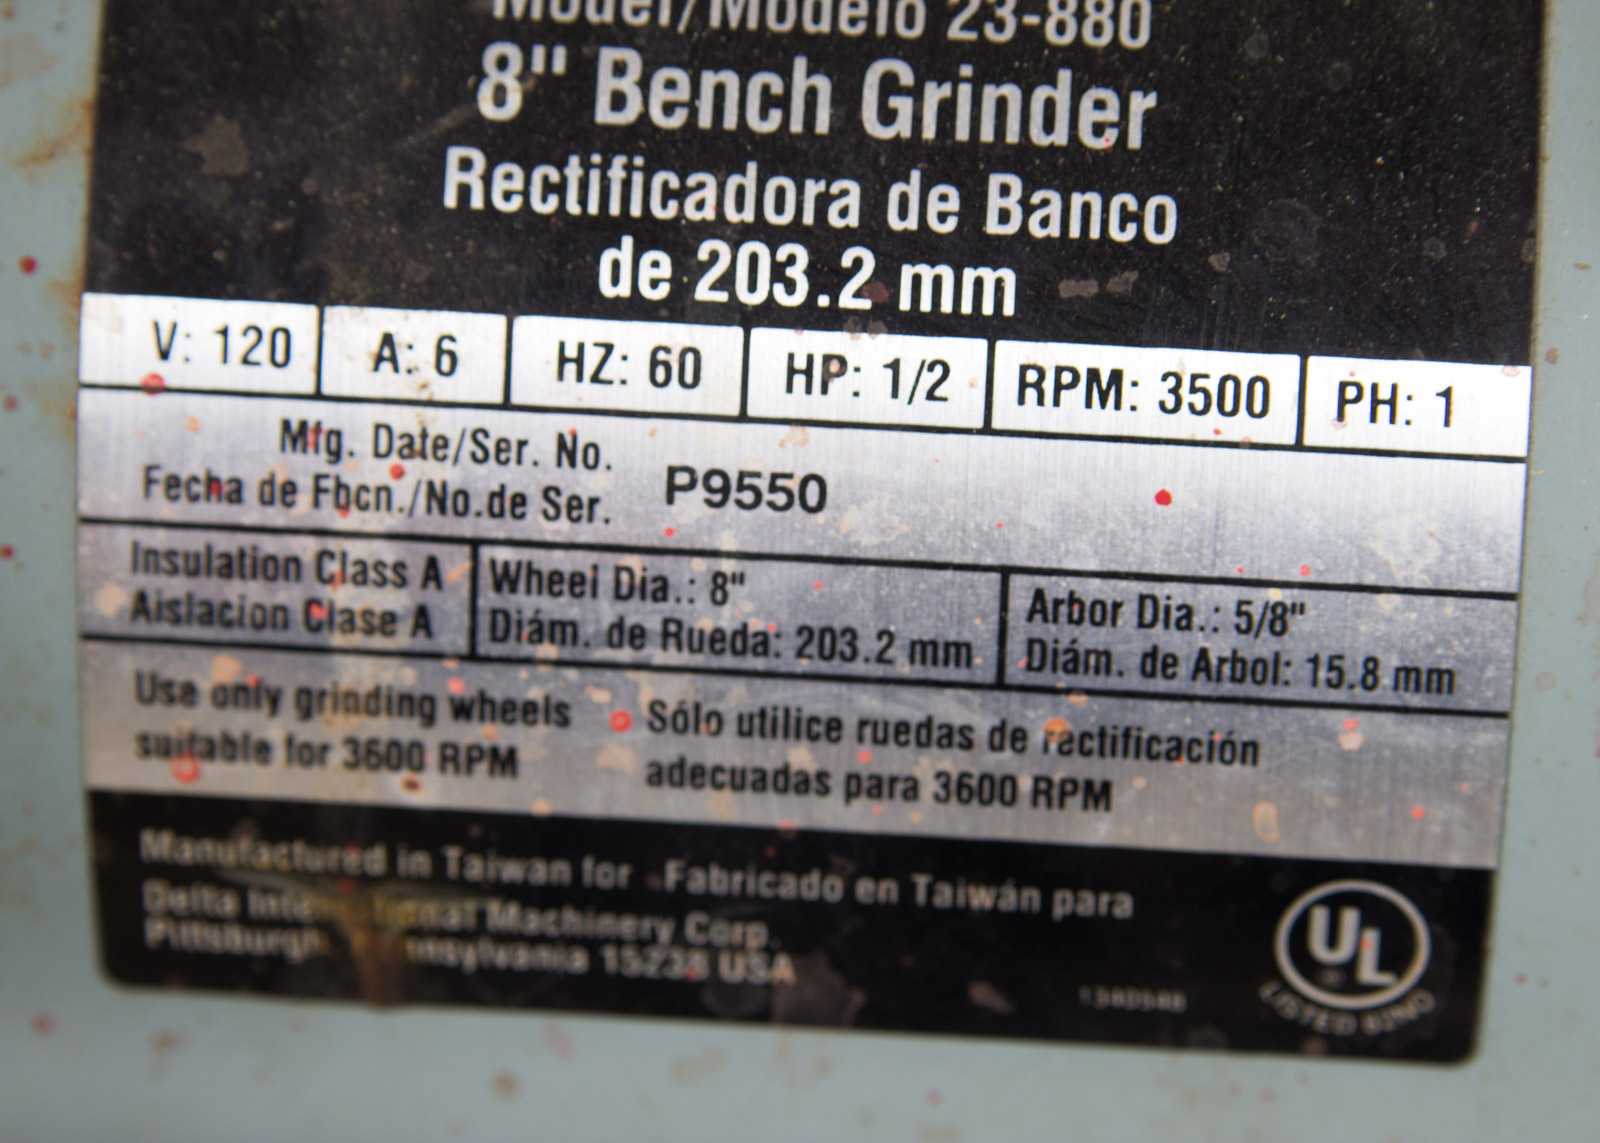 Model/Modelo 23-880
8" Bench Grinder
Rectificadora de Banco
de 203.2 mm
V: 120 A: 6 HZ: 60 HP: 1/2 RPM: 3500 PH: 1
Mfg. Date/Ser. No.
Fecha de Fbcn./No.de Ser. P9550
Insulation Class A
Aislacion Clase A
Wheel Dia.: 8"
Diám. de Rueda: 203.2 mm
Arbor Dia.: 5/8"
Diám. de Arbol: 15.8 mm
Use only grinding wheels
suitable for 3600 RPM
Sólo utilice ruedas de rectificación
adecuadas para 3600 RPM
Manufactured in Taiwan for Fabricado en Taiwán para
Delta International Machinery Corp.
Pittsburgh Pennsylvania 15238 USA
UL
LISTED